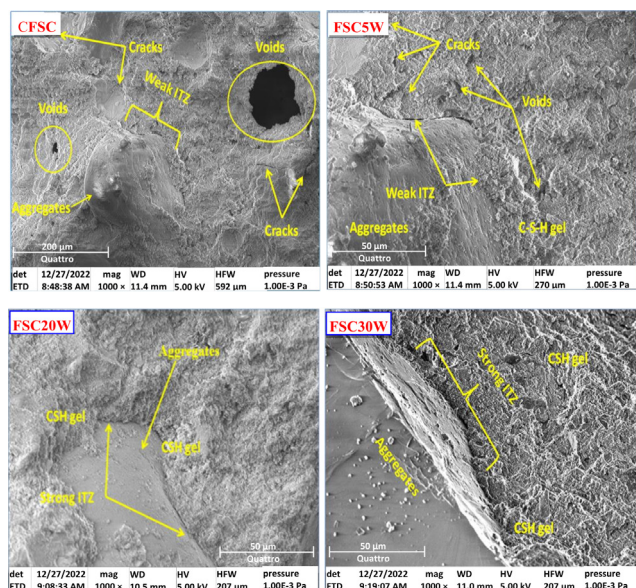 CFSC
Cracks
Voids
Weak ITZ
Voids
Aggregates
Cracks
200 µm
Quattro
det 12/27/2022 mag WD HV HFW pressure
ETD 8:48:38 AM 1000 × 11.4 mm 5.00 kV 592 µm 1.00E-3 Pa
FSC5W
Cracks
Voids
Weak ITZ
Aggregates
C-S-H gel
50 µm
Quattro
det 12/27/2022 mag WD HV HFW pressure
ETD 8:50:53 AM 1000 × 11.4 mm 5.00 kV 270 µm 1.00E-3 Pa
FSC20W
Aggregates
CSH gel
CSH gel
Strong ITZ
50 µm
Quattro
det 12/27/2022 mag WD HV HFW pressure
ETD 9:08:33 AM 1000 × 10.5 mm 5.00 kV 207 µm 1.00E-3 Pa
FSC30W
Strong ITZ
CSH gel
Aggregates
CSH gel
50 µm
Quattro
det 12/27/2022 mag WD HV HFW pressure
ETD 9:19:07 AM 1000 × 11.0 mm 5.00 kV 207 µm 1.00E-3 Pa